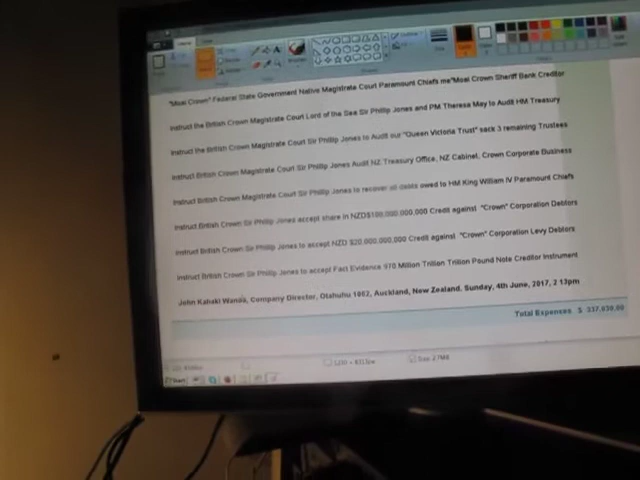 "Moai Crown" Federal State Government Native Magistrate Court Paramount Chiefs me"Moai Crown Sheriff Bank Creditor
Instruct the British Crown Magistrate Court Lord of the Sea Sir Phillip Jones and PM Theresa May to Audit HM Treasury
Instruct the British Crown Magistrate Court Sir Phillip Jones to Audit our "Queen Victoria Trust" sack 3 remaining Trustees
Instruct British Crown Magistrate Court Sir Phillip Jones Audit NZ Treasury Office, NZ Cabinet, Crown Corporate Business
Instruct British Crown Magistrate Court Sir Phillip Jones to recover all debts owed to HM King William IV Paramount Chiefs
Instruct British Crown Sir Phillip Jones accept share in NZD$100,000,000,000 Credit against "Crown" Corporation Debtors
Instruct British Crown Sir Phillip Jones to accept NZD $20,000,000,000 Credit against "Crown" Corporation Levy Debtors
Instruct British Crown Sir Phillip Jones to accept Fact Evidence 970 Million Trillion Trillion Pound Note Creditor Instrument
John Kahaki Wanoa, Company Director, Otahuhu 1062, Auckland, New Zealand. Sunday, 4th June, 2017, 2 13pm
Total Expenses $ 337,639.00
Start